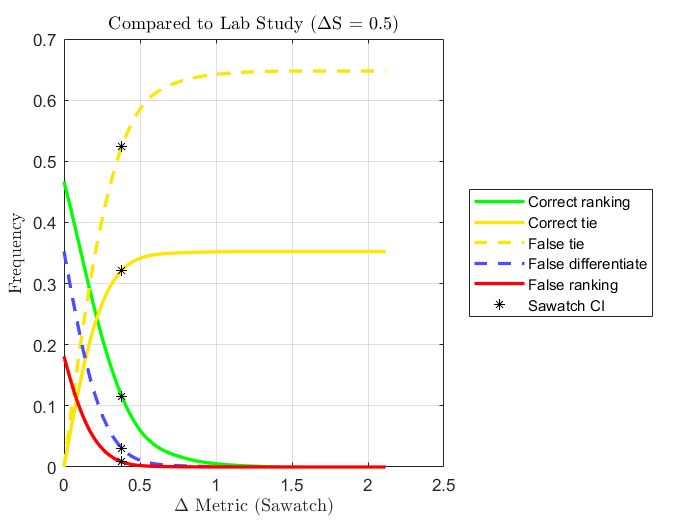 Compared to Lab Study (ΔS = 0.5)
0.7
0.6
0.5
0.4
0.3
0.2
0.1
0
Frequency
0 0.5 1 1.5 2 2.5
Δ Metric (Sawatch)
Correct ranking
Correct tie
False tie
False differentiate
False ranking
Sawatch CI